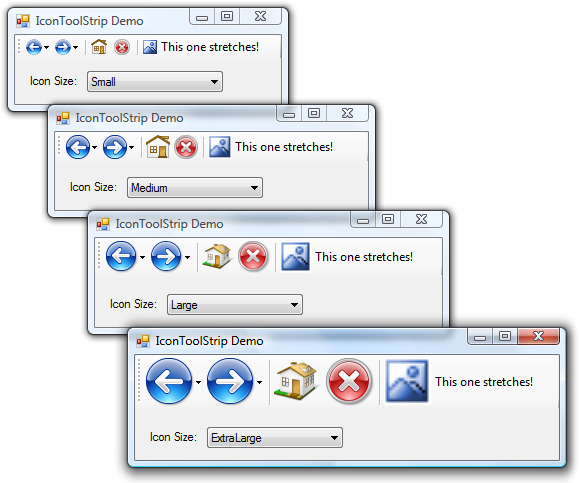 IconToolStrip Demo
This one stretches!
Icon Size: Small
IconToolStrip Demo
This one stretches!
Icon Size: Medium
IconToolStrip Demo
This one stretches!
Icon Size: Large
IconToolStrip Demo
This one stretches!
Icon Size: ExtraLarge